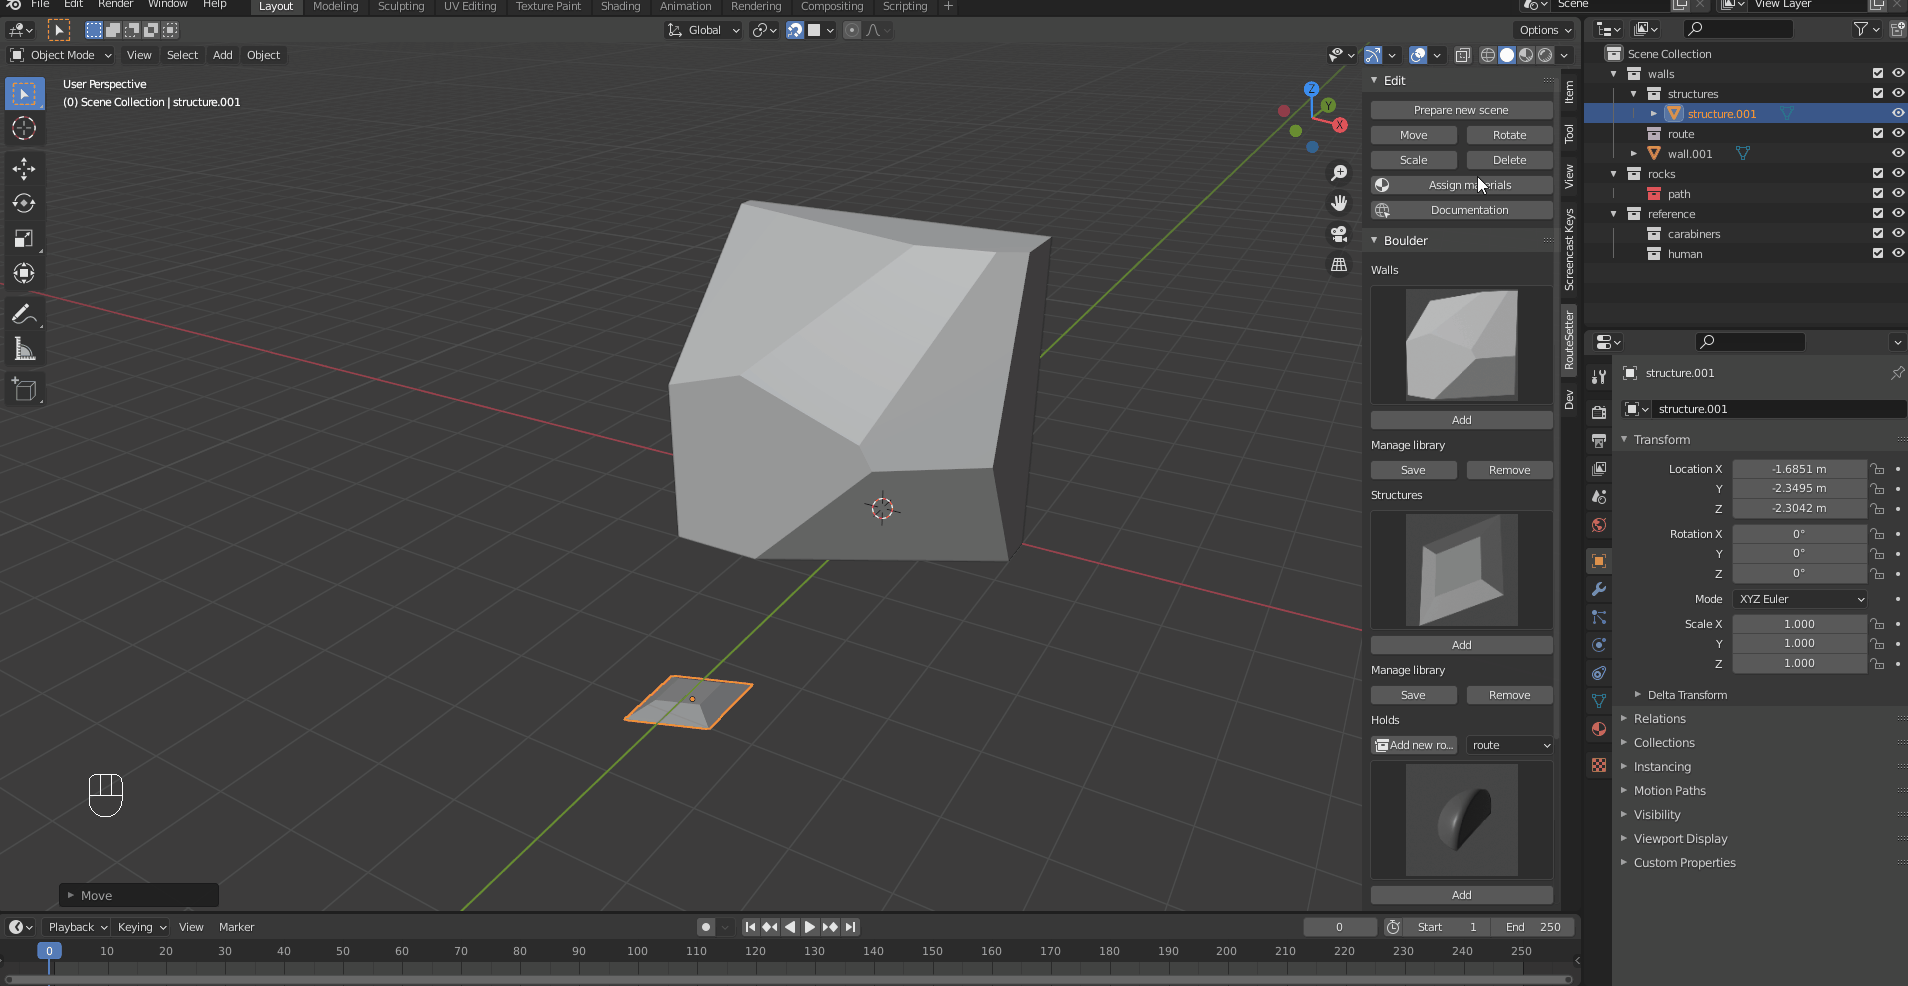 File Edit Render Window Help Layout Modeling Sculpting UV Editing Texture Paint Shading Animation Rendering Compositing Scripting + Scene View Layer
Global Options
Object Mode View Select Add Object
User Perspective
(0) Scene Collection | structure.001
Z
Y
X
Move
Edit
Prepare new scene
Move Rotate
Scale Delete
Assign materials
Documentation
Boulder
Walls
Add
Manage library
Save Remove
Structures
Add
Manage library
Save Remove
Holds
Add new ro... route
Add
Item
Tool
View
Screencast Keys
RouteSetter
Dev
Scene Collection
walls
structures
structure.001
route
wall.001
rocks
path
reference
carabiners
human
structure.001
structure.001
Transform
Location X -1.6851 m
Y -2.3495 m
Z -2.3042 m
Rotation X 0°
Y 0°
Z 0°
Mode XYZ Euler
Scale X 1.000
Y 1.000
Z 1.000
Delta Transform
Relations
Collections
Instancing
Motion Paths
Visibility
Viewport Display
Custom Properties
Playback Keying View Marker 0 Start 1 End 250
0 10 20 30 40 50 60 70 80 90 100 110 120 130 140 150 160 170 180 190 200 210 220 230 240 250